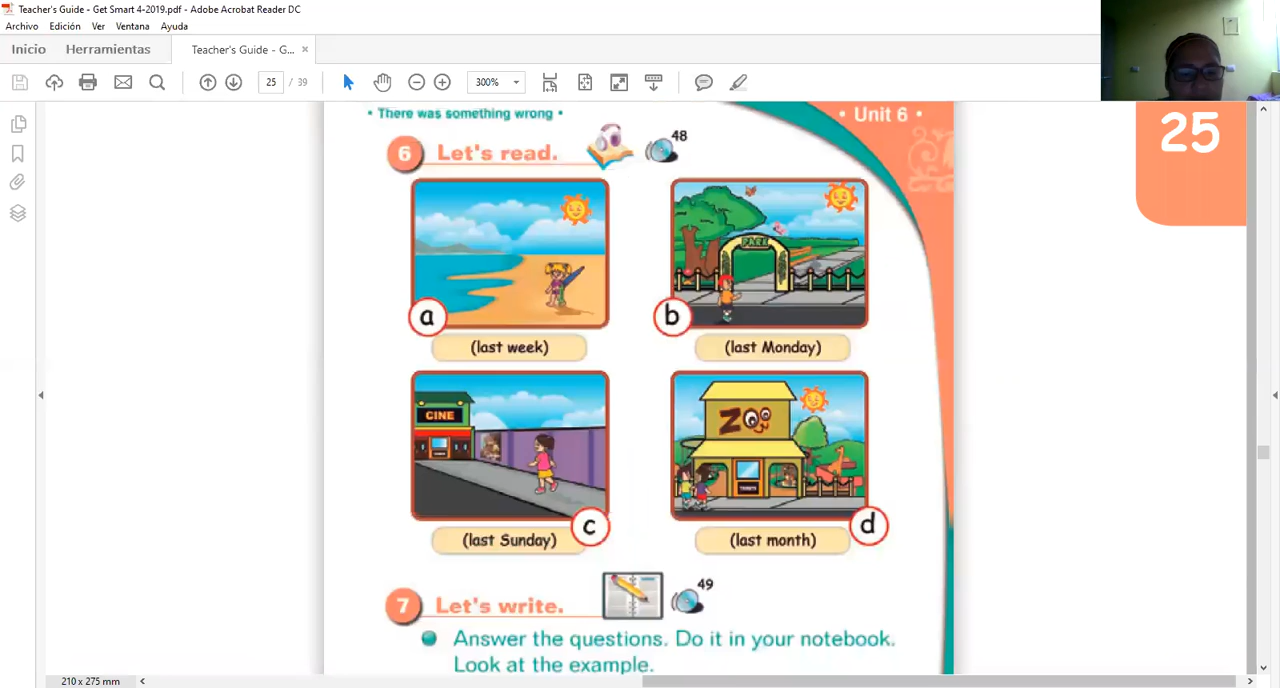 Teacher's Guide - Get Smart 4-2019.pdf - Adobe Acrobat Reader DC
Archivo Edición Ver Ventana Ayuda
Inicio Herramientas Teacher's Guide - G... ×
25 / 39 300%
• There was something wrong •
• Unit 6 •
25
6 Let's read. 48
PARK
a
b
(last week)
(last Monday)
CINE
ZOO
c
d
(last Sunday)
(last month)
7 Let's write. 49
Answer the questions. Do it in your notebook.
Look at the example.
210 x 275 mm